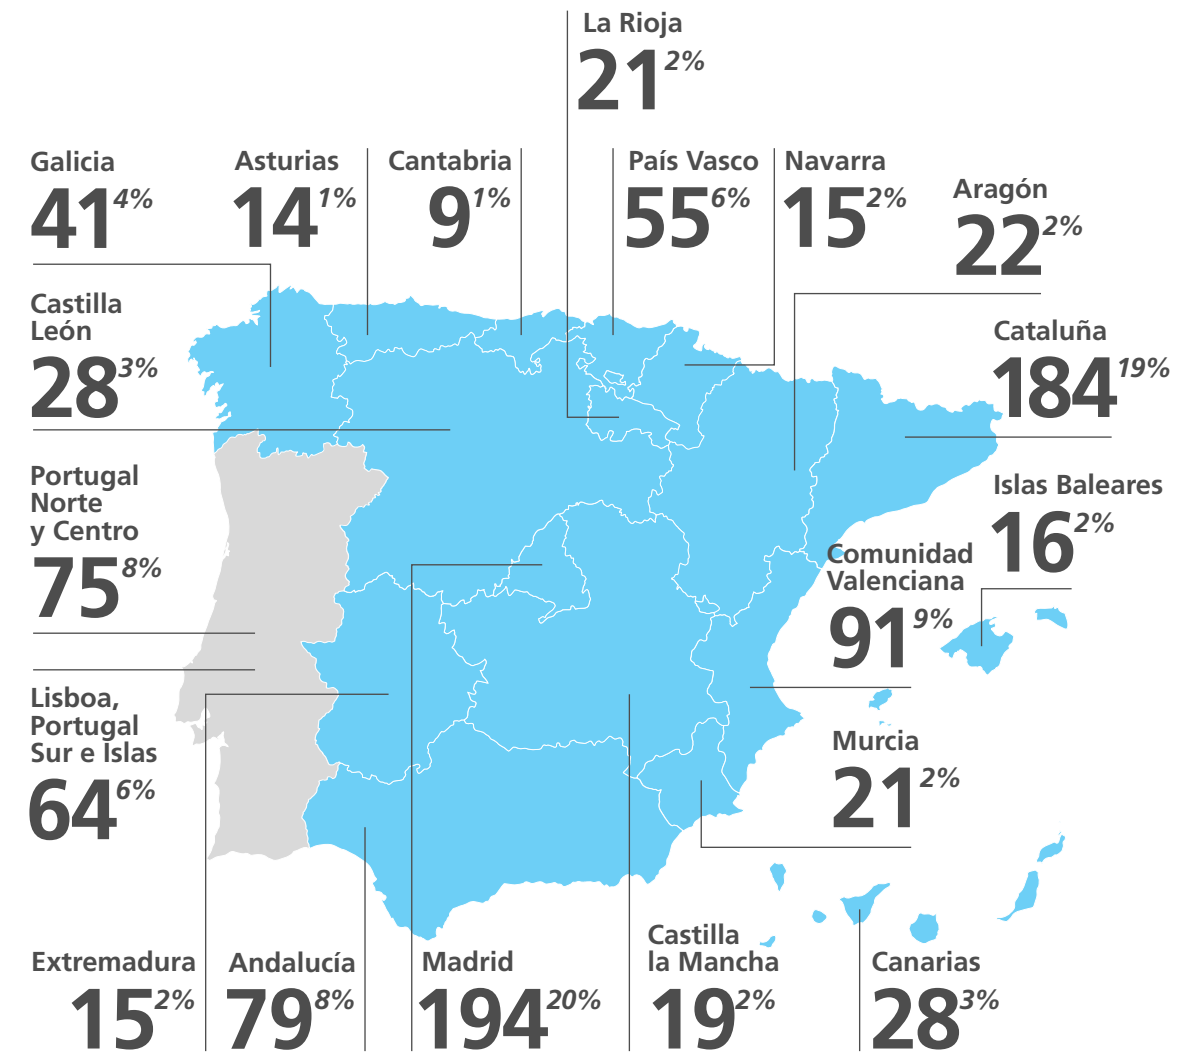 La Rioja
21 2%
Galicia
41 4%
Asturias
14 1%
Cantabria
9 1%
País Vasco
55 6%
Navarra
15 2%
Aragón
22 2%
Castilla
León
28 3%
Cataluña
184 19%
Portugal
Norte
y Centro
75 8%
Islas Baleares
16 2%
Comunidad
Valenciana
91 9%
Lisboa,
Portugal
Sur e Islas
64 6%
Murcia
21 2%
Extremadura
15 2%
Andalucía
79 8%
Madrid
194 20%
Castilla
la Mancha
19 2%
Canarias
28 3%